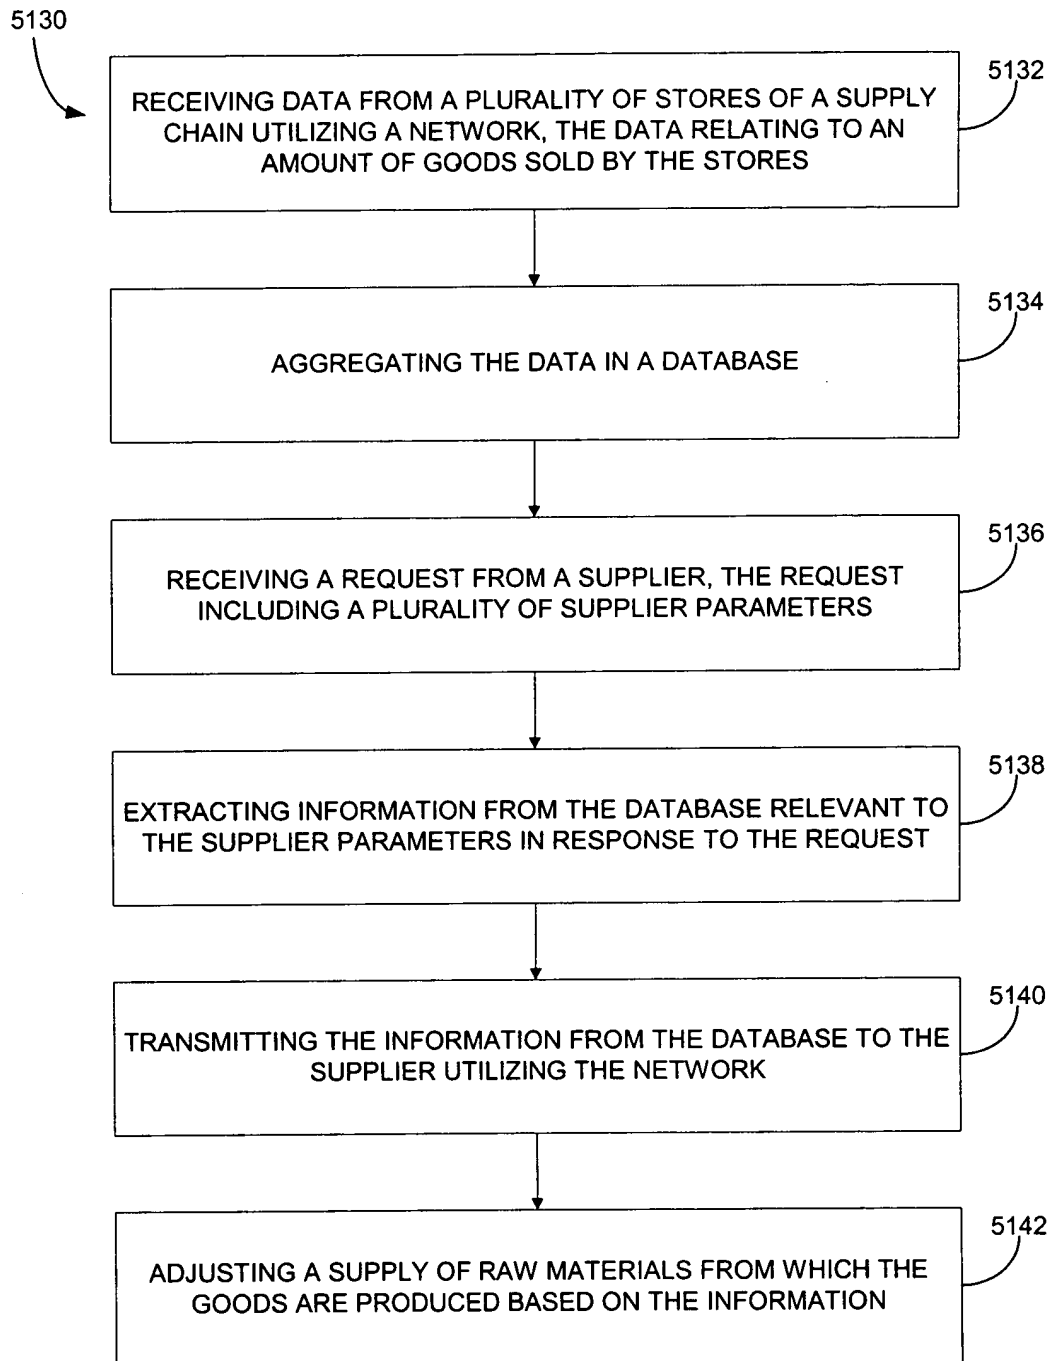 5130
5132
RECEIVING DATA FROM A PLURALITY OF STORES OF A SUPPLY
CHAIN UTILIZING A NETWORK, THE DATA RELATING TO AN
AMOUNT OF GOODS SOLD BY THE STORES
5134
AGGREGATING THE DATA IN A DATABASE
5136
RECEIVING A REQUEST FROM A SUPPLIER, THE REQUEST
INCLUDING A PLURALITY OF SUPPLIER PARAMETERS
5138
EXTRACTING INFORMATION FROM THE DATABASE RELEVANT TO
THE SUPPLIER PARAMETERS IN RESPONSE TO THE REQUEST
5140
TRANSMITTING THE INFORMATION FROM THE DATABASE TO THE
SUPPLIER UTILIZING THE NETWORK
5142
ADJUSTING A SUPPLY OF RAW MATERIALS FROM WHICH THE
GOODS ARE PRODUCED BASED ON THE INFORMATION